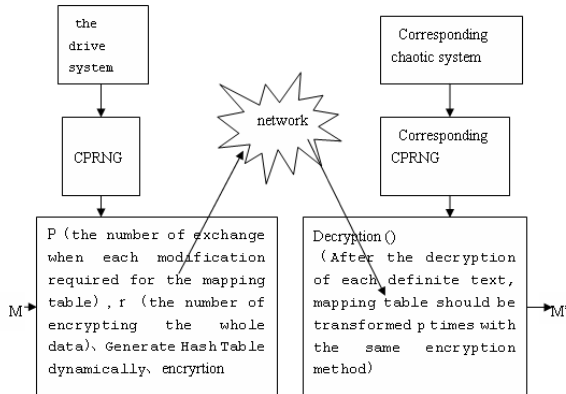 the
drive
system
CPRNG
P (the number of exchange
when each modification
required for the mapping
table), r (the number of
encrypting the whole
data)、Generate Hash Table
dynamically、encyrtion
M
network
Corresponding
chaotic system
Corresponding
CPRNG
Decryption()
(After the decryption
of each definite text,
mapping table should be
transformed p times with
the same encryption
method)
M'